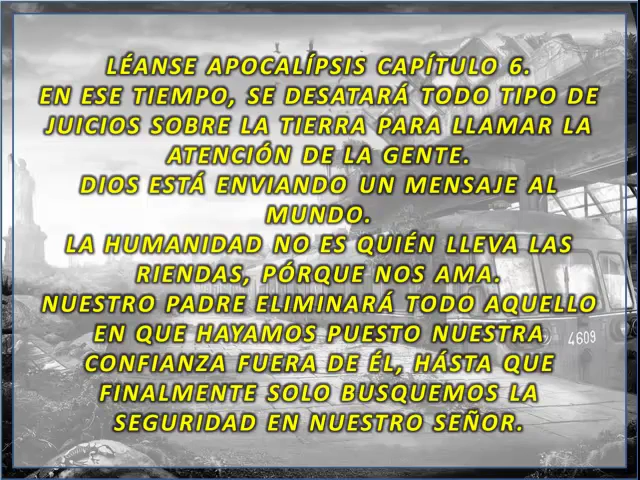 LÉANSE APOCALÍPSIS CAPÍTULO 6.
EN ESE TIEMPO, SE DESATARÁ TODO TIPO DE
JUICIOS SOBRE LA TIERRA PARA LLAMAR LA
ATENCIÓN DE LA GENTE.
DIOS ESTÁ ENVIANDO UN MENSAJE AL
MUNDO.
LA HUMANIDAD NO ES QUIÉN LLEVA LAS
RIENDAS, PÓRQUE NOS AMA.
NUESTRO PADRE ELIMINARÁ TODO AQUELLO
EN QUE HAYAMOS PUESTO NUESTRA
CONFIANZA FUERA DE ÉL, HÁSTA QUE
FINALMENTE SOLO BUSQUEMOS LA
SEGURIDAD EN NUESTRO SEÑOR.
4609